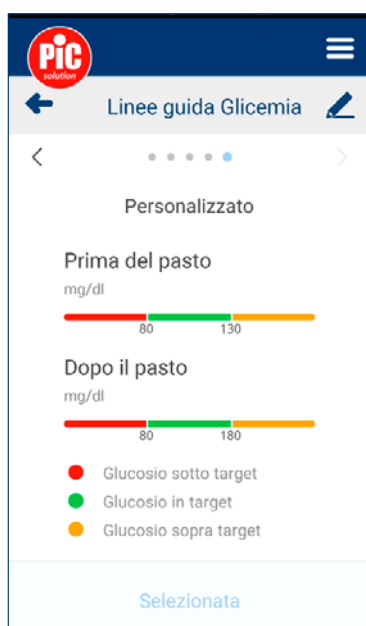 PiC
solution
Linee guida Glicemia
Personalizzato
Prima del pasto
mg/dl
80 130
Dopo il pasto
mg/dl
80 180
Glucosio sotto target
Glucosio in target
Glucosio sopra target
Selezionata